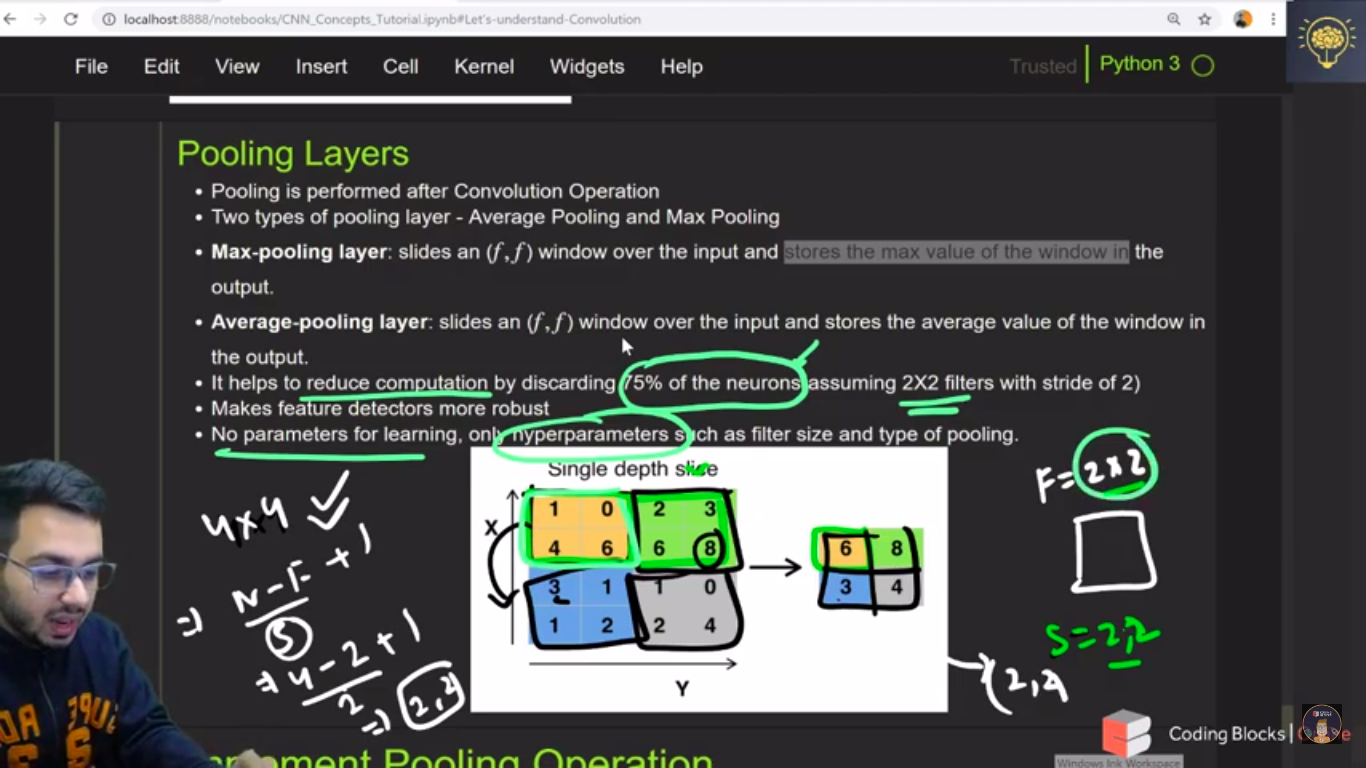 localhost:8888/notebooks/CNN_Concepts_Tutorial.ipynb#Let's-understand-Convolution
File Edit View Insert Cell Kernel Widgets Help Trusted Python 3
Pooling Layers
• Pooling is performed after Convolution Operation
• Two types of pooling layer - Average Pooling and Max Pooling
• Max-pooling layer: slides an (f,f) window over the input and stores the max value of the window in the
output.
• Average-pooling layer: slides an (f,f) window over the input and stores the average value of the window in
the output.
• It helps to reduce computation by discarding 75% of the neurons assuming 2X2 filters with stride of 2)
• Makes feature detectors more robust
• No parameters for learning, only hyperparameters such as filter size and type of pooling.
Single depth slice
X
1 0 2 3
4 6 6 8
3 1 1 0
1 2 2 4
Y
6 8
3 4
F=2x2
S=2,2
(2,2
4x4
=> N-F + 1
S
=> 4-2 + 1
2
=> 2,2
Implement Pooling Operation
Coding Blocks
Windows Ink Workspace